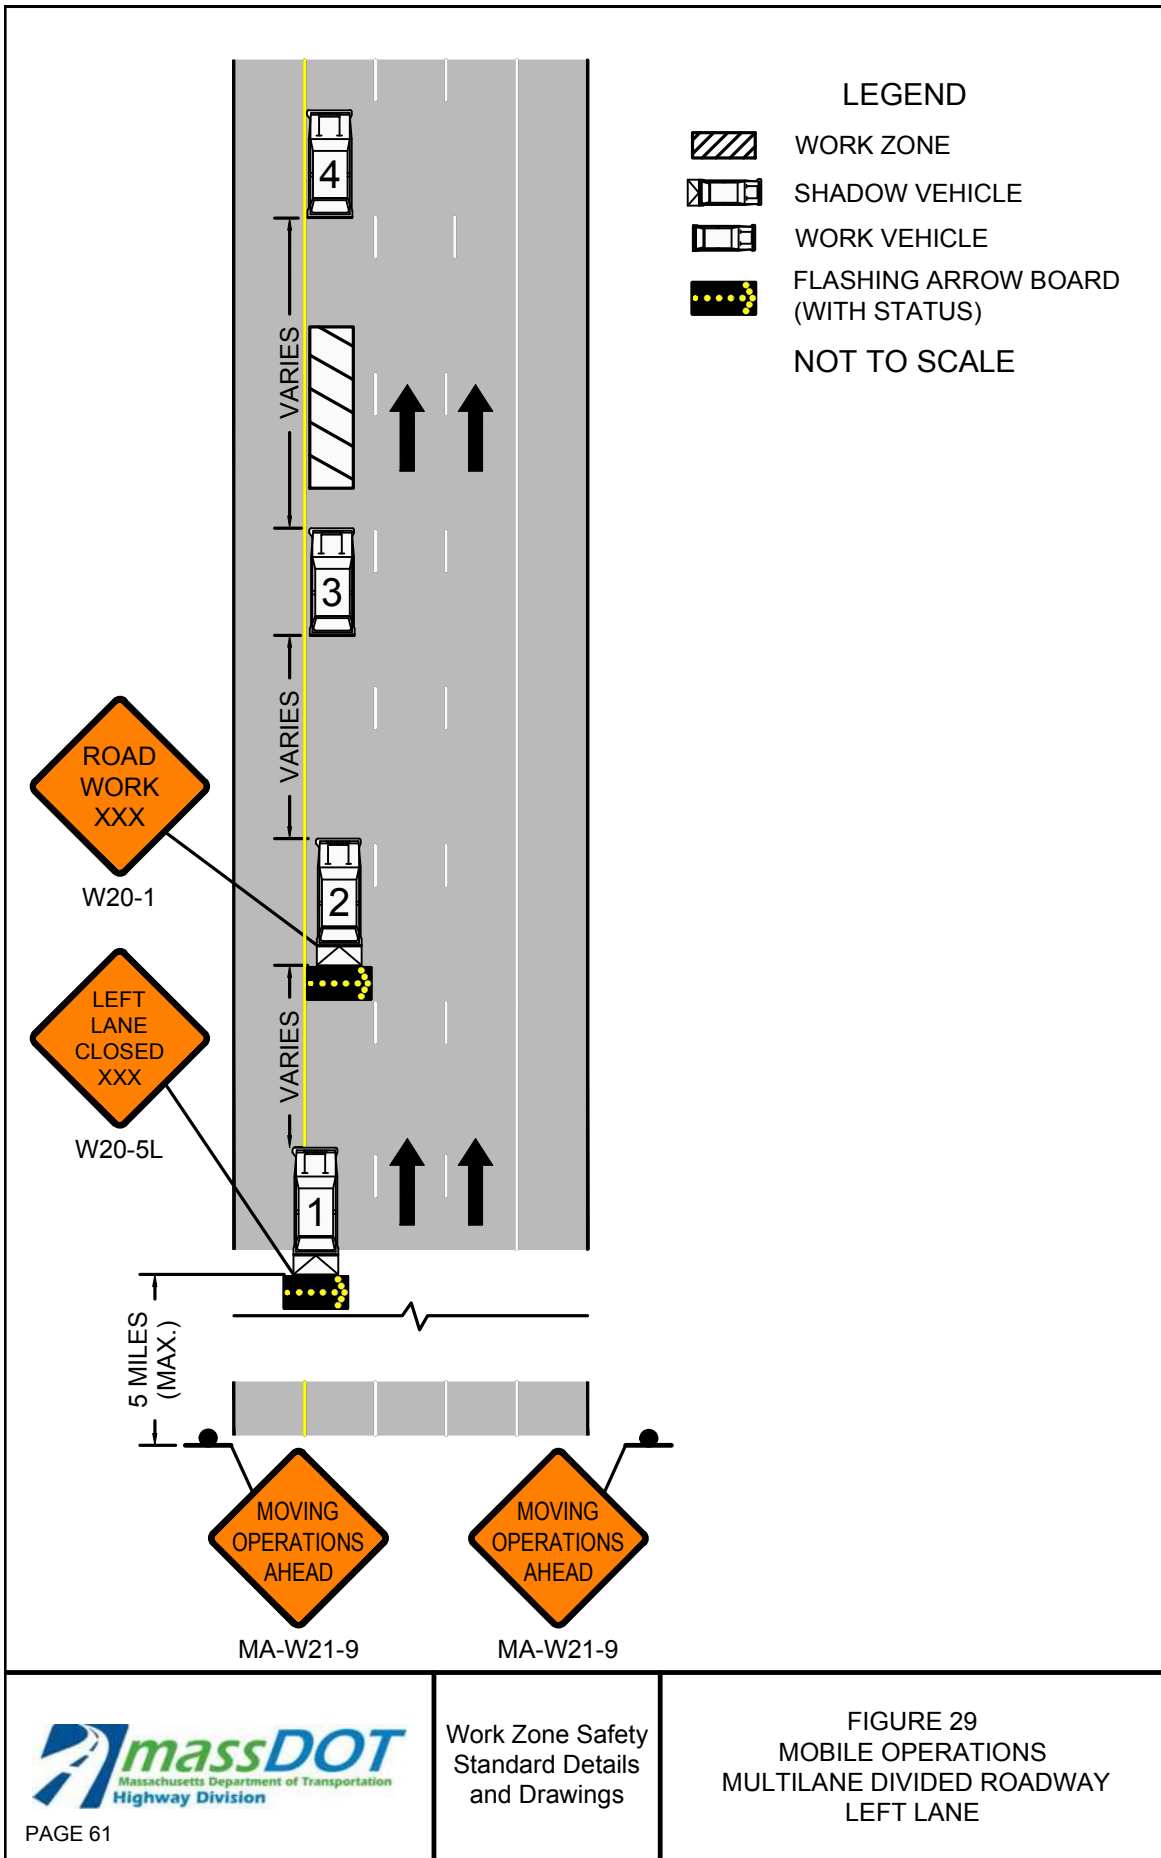 LEGEND
WORK ZONE
SHADOW VEHICLE
WORK VEHICLE
FLASHING ARROW BOARD
(WITH STATUS)
NOT TO SCALE
4
VARIES
3
VARIES
ROAD
WORK
XXX
W20-1
2
LEFT
LANE
CLOSED
XXX
W20-5L
VARIES
1
5 MILES
(MAX.)
MOVING
OPERATIONS
AHEAD
MA-W21-9
MOVING
OPERATIONS
AHEAD
MA-W21-9
massDOT
Massachusetts Department of Transportation
Highway Division
PAGE 61
Work Zone Safety
Standard Details
and Drawings
FIGURE 29
MOBILE OPERATIONS
MULTILANE DIVIDED ROADWAY
LEFT LANE